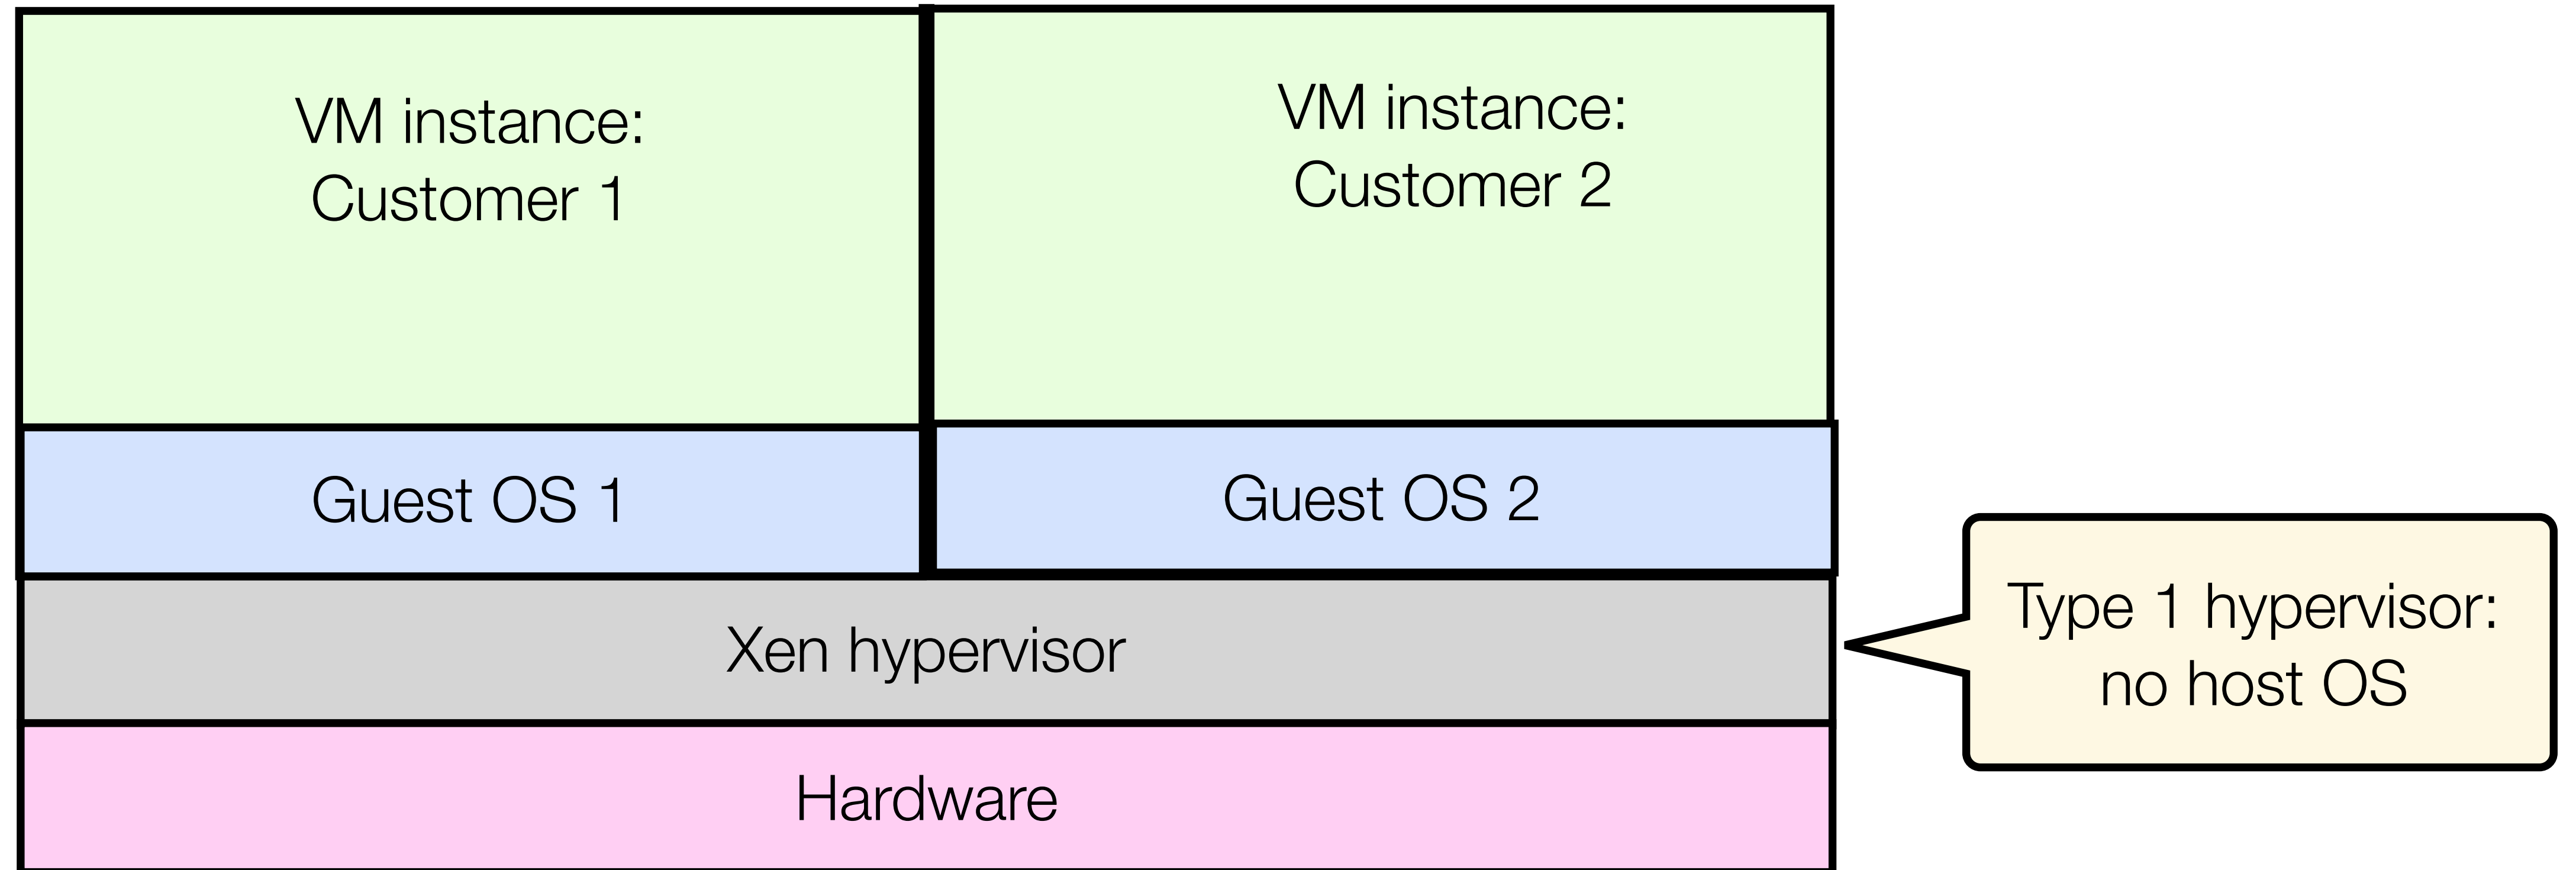 VM instance:
Customer 1
VM instance:
Customer 2
Guest OS 1
Guest OS 2
Xen hypervisor
Type 1 hypervisor:
no host OS
Hardware